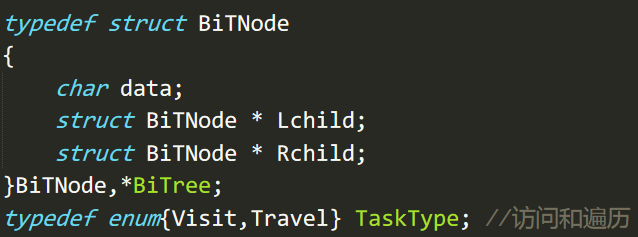 typedef struct BiTNode
{
    char data;
    struct BiTNode * Lchild;
    struct BiTNode * Rchild;
}BiTNode,*BiTree;
typedef enum{Visit,Travel} TaskType; //访问和遍历